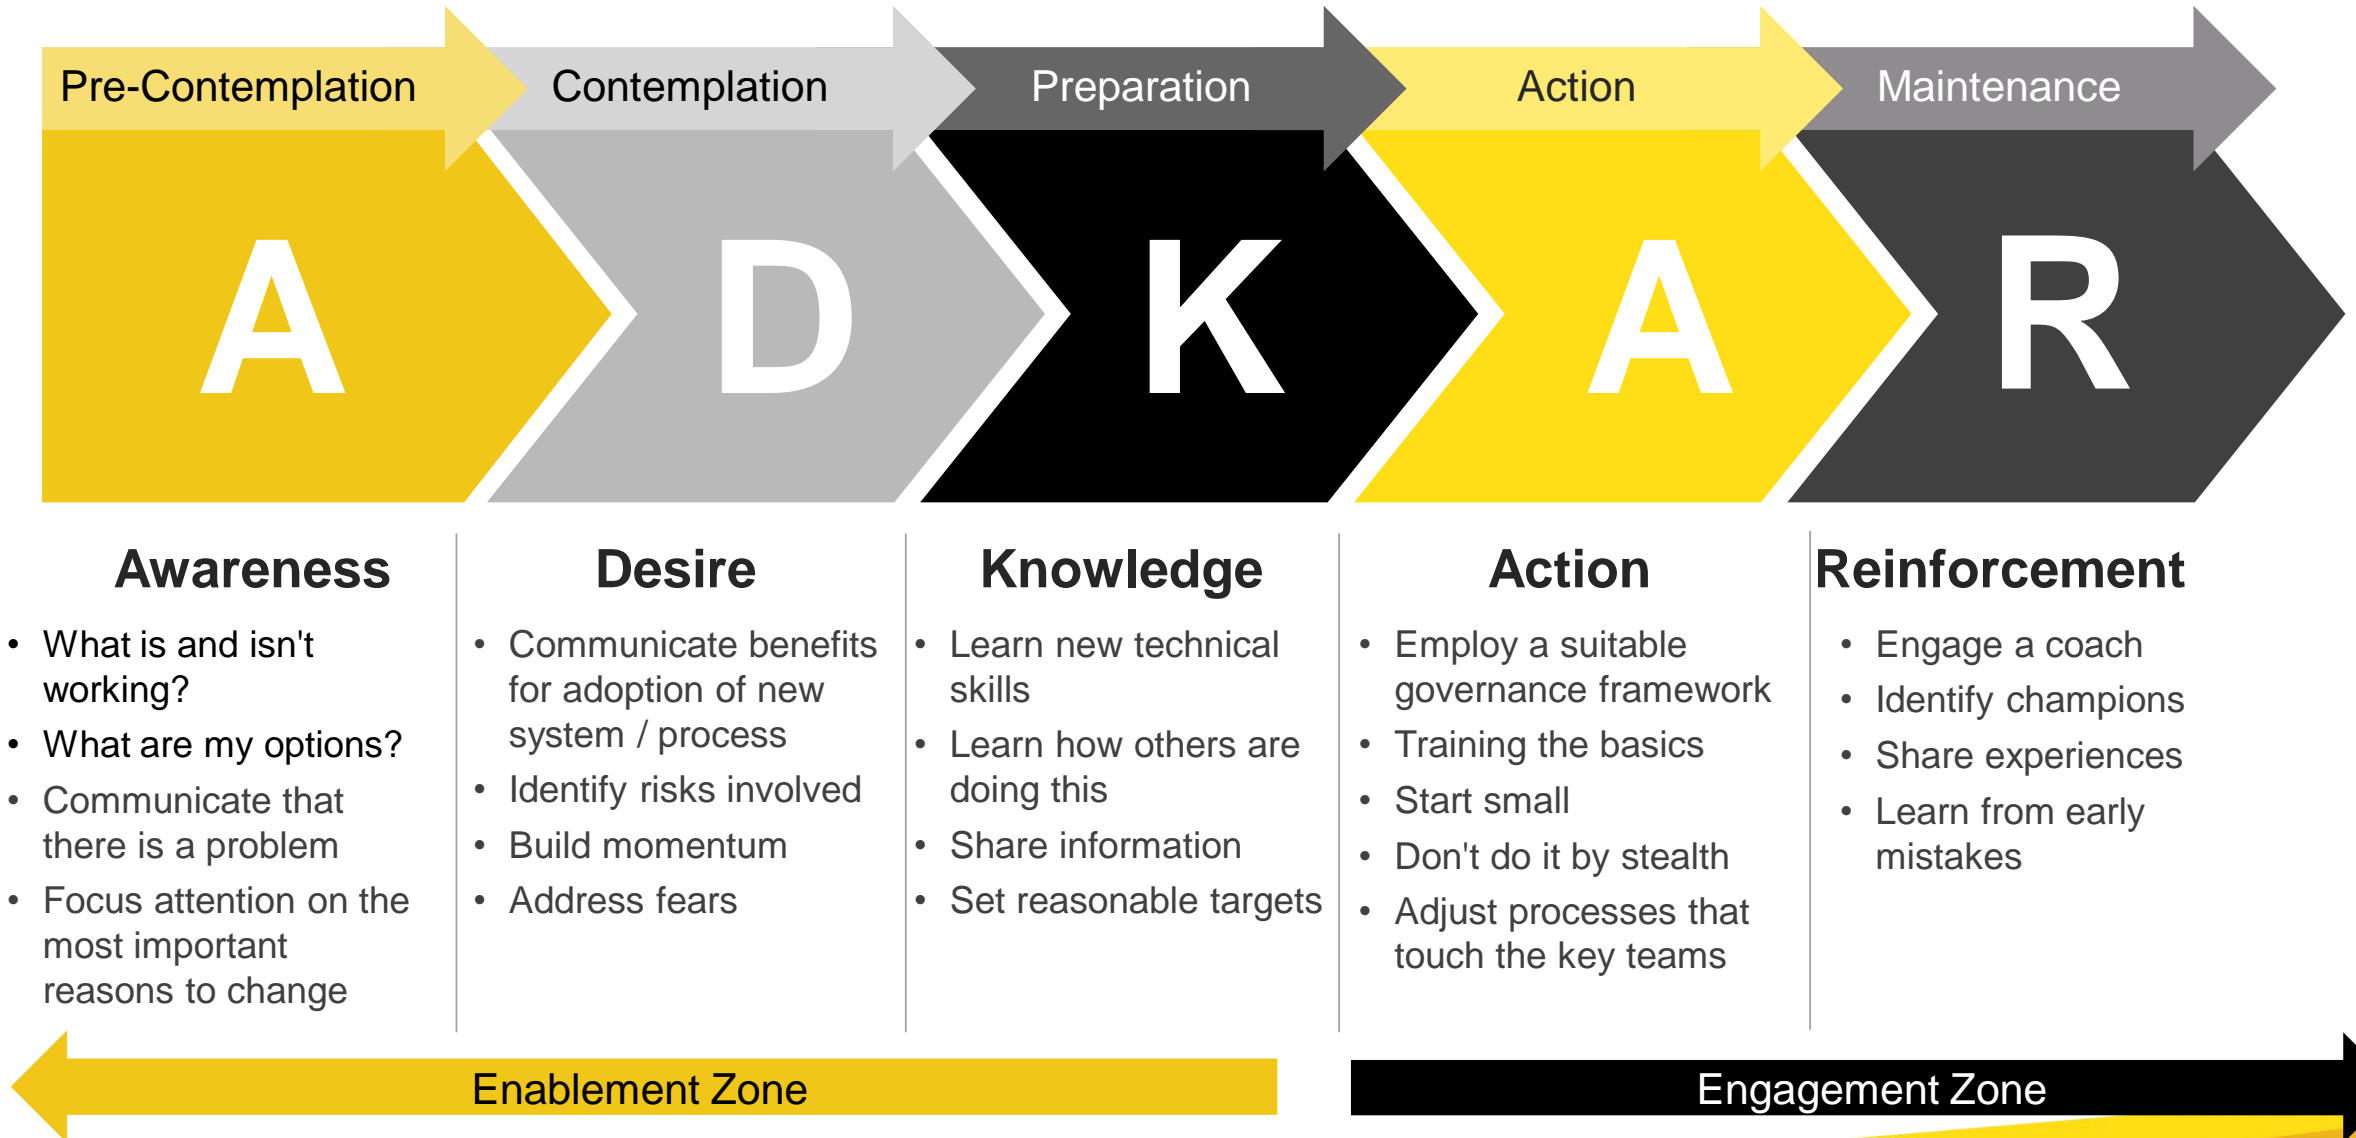 Pre-Contemplation
Contemplation
Preparation
Action
Maintenance
A
D
K
A
R
Awareness
• What is and isn't
working?
• What are my options?
• Communicate that
there is a problem
• Focus attention on the
most important
reasons to change
Desire
• Communicate benefits
for adoption of new
system / process
• Identify risks involved
• Build momentum
• Address fears
Knowledge
• Learn new technical
skills
• Learn how others are
doing this
• Share information
• Set reasonable targets
Action
• Employ a suitable
governance framework
• Training the basics
• Start small
• Don't do it by stealth
• Adjust processes that
touch the key teams
Reinforcement
• Engage a coach
• Identify champions
• Share experiences
• Learn from early
mistakes
Enablement Zone
Engagement Zone